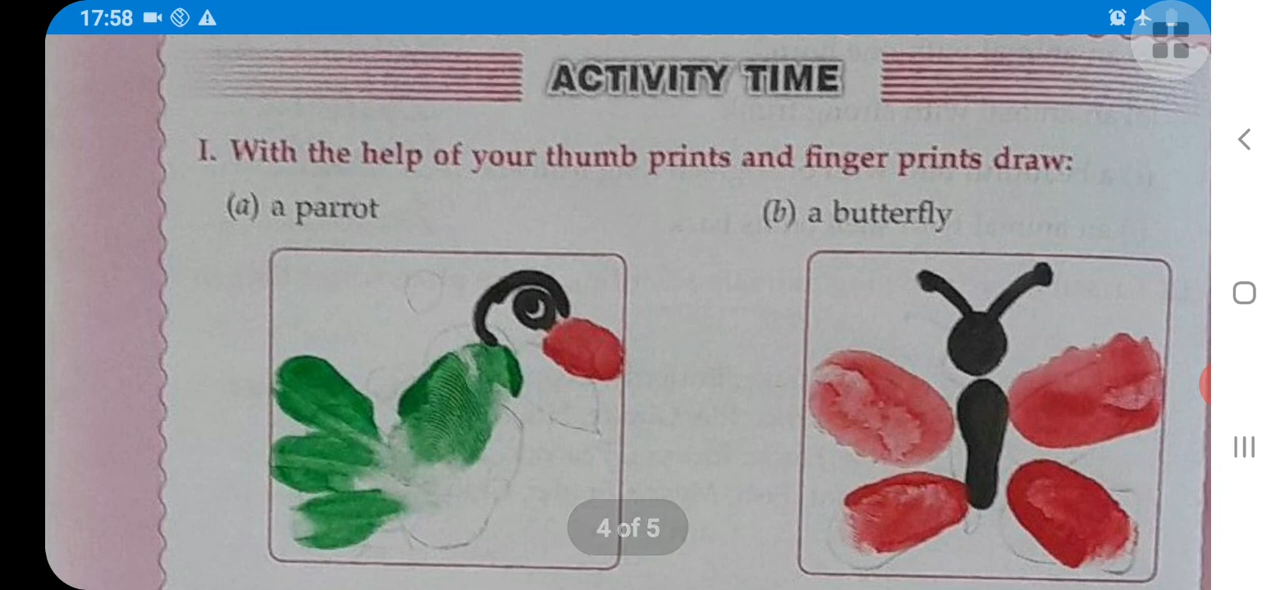 17:58
ACTIVITY TIME
I. With the help of your thumb prints and finger prints draw:
(a) a parrot
(b) a butterfly
4 of 5